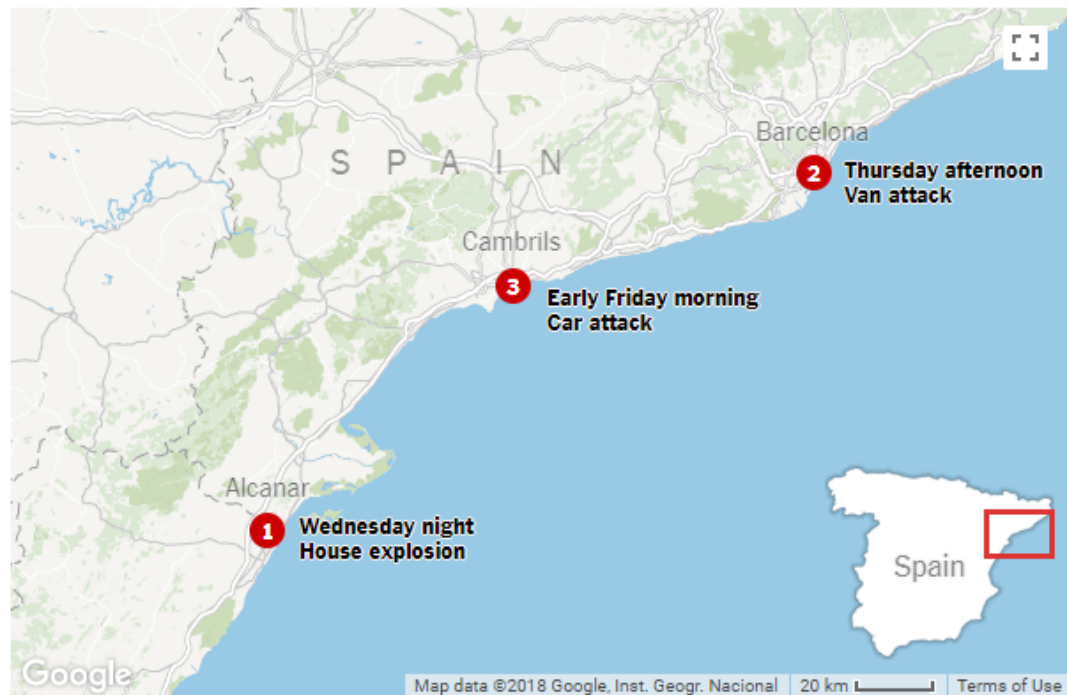 Barcelona
SPAIN
2
Thursday afternoon
Van attack
Cambrils
3
Early Friday morning
Car attack
Alcanar
1
Wednesday night
House explosion
Spain
Google
Map data ©2018 Google, Inst. Geogr. Nacional
20 km
Terms of Use